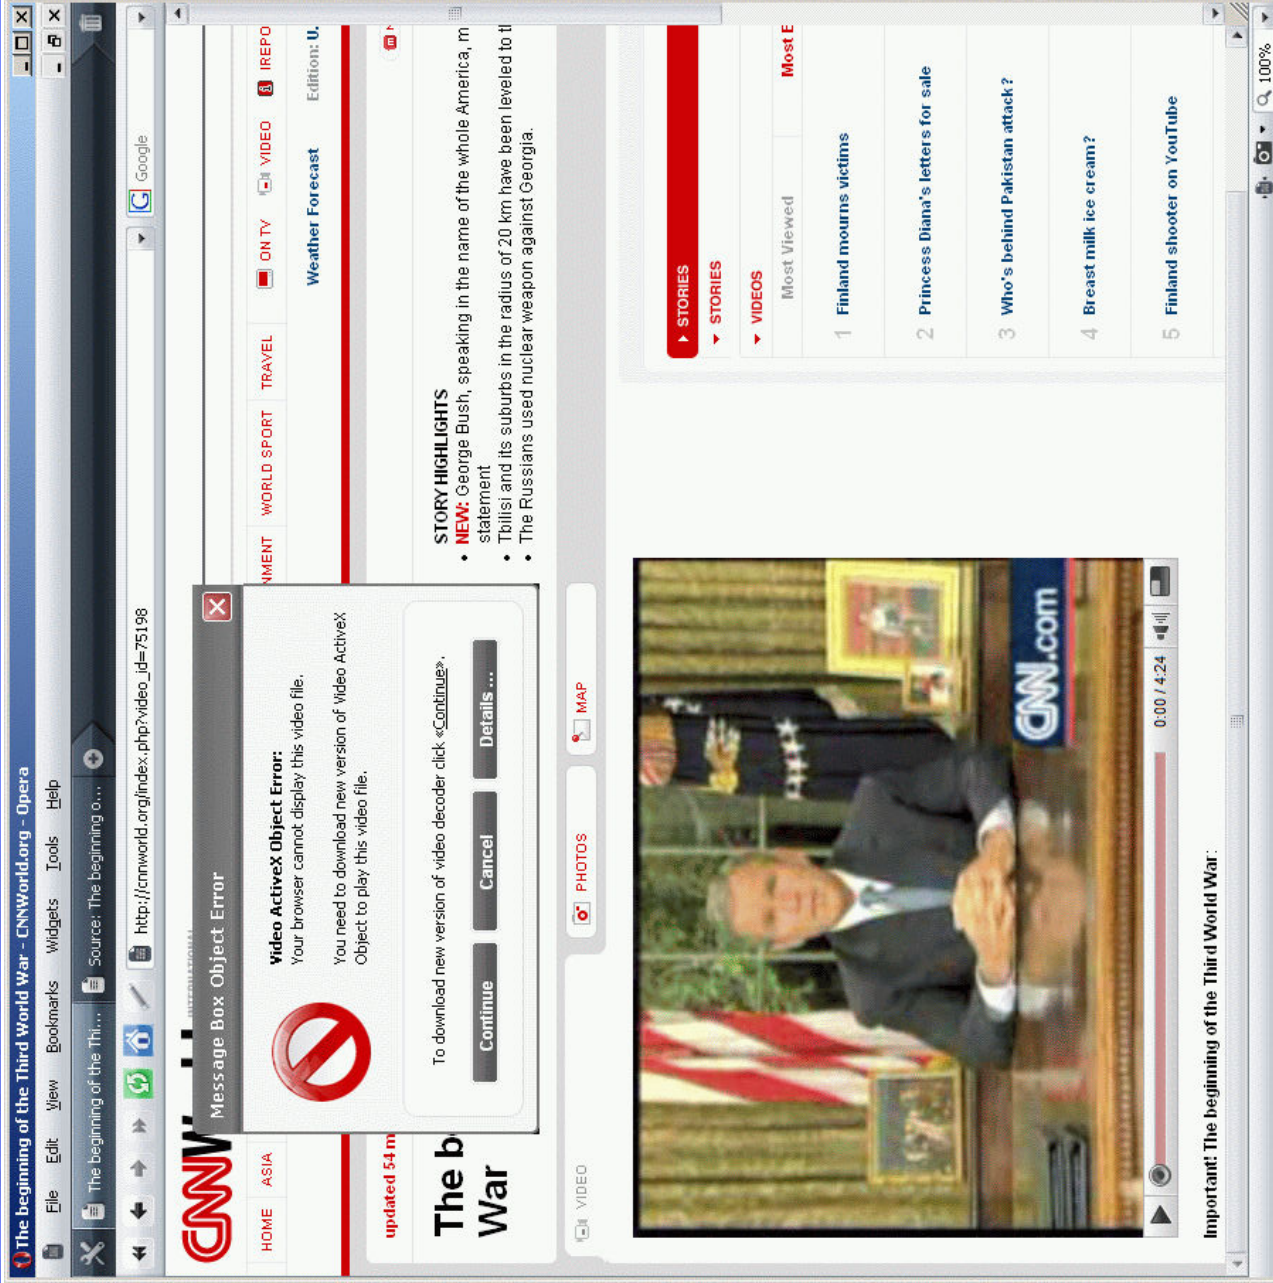 The beginning of the Third World War - CNNWorld.org - Opera
File Edit View Bookmarks Widgets Tools Help
The beginning of the Thi... Source: The beginning o...
http://cnnworld.org/index.php?video_id=75198 Google
CNN
HOME ASIA NMENT WORLD SPORT TRAVEL ON TV VIDEO IREPO
Weather Forecast Edition: U.
Message Box Object Error
Video ActiveX Object Error:
Your browser cannot display this video file.
You need to download new version of Video ActiveX
Object to play this video file.
To download new version of video decoder click «Continue».
Continue Cancel Details ...
updated 54 m
The b
War
STORY HIGHLIGHTS
• NEW: George Bush, speaking in the name of the whole America, m
statement
• Tbilisi and its suburbs in the radius of 20 km have been leveled to tl
• The Russians used nuclear weapon against Georgia.
VIDEO PHOTOS MAP
CNN.com
0:00 / 4:24
Important! The beginning of the Third World War:
STORIES
STORIES
VIDEOS
Most Viewed Most E
1 Finland mourns victims
2 Princess Diana's letters for sale
3 Who's behind Pakistan attack?
4 Breast milk ice cream?
5 Finland shooter on YouTube
100%